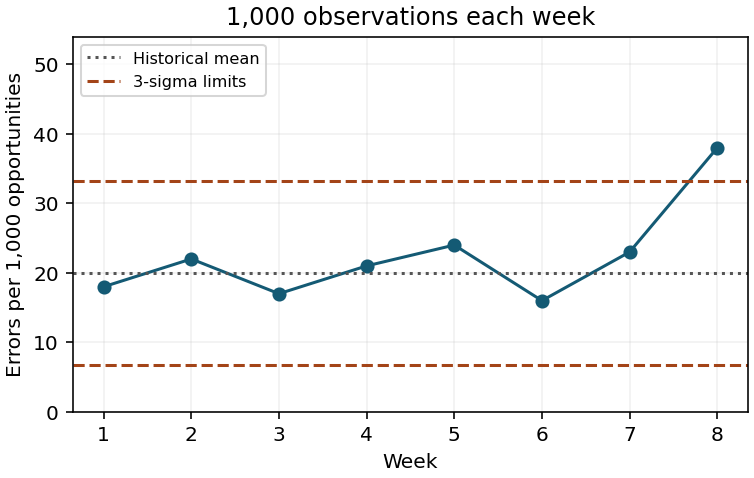 1,000 observations each week
Historical mean
3-sigma limits
Errors per 1,000 opportunities
50
40
30
20
10
0
1 2 3 4 5 6 7 8
Week